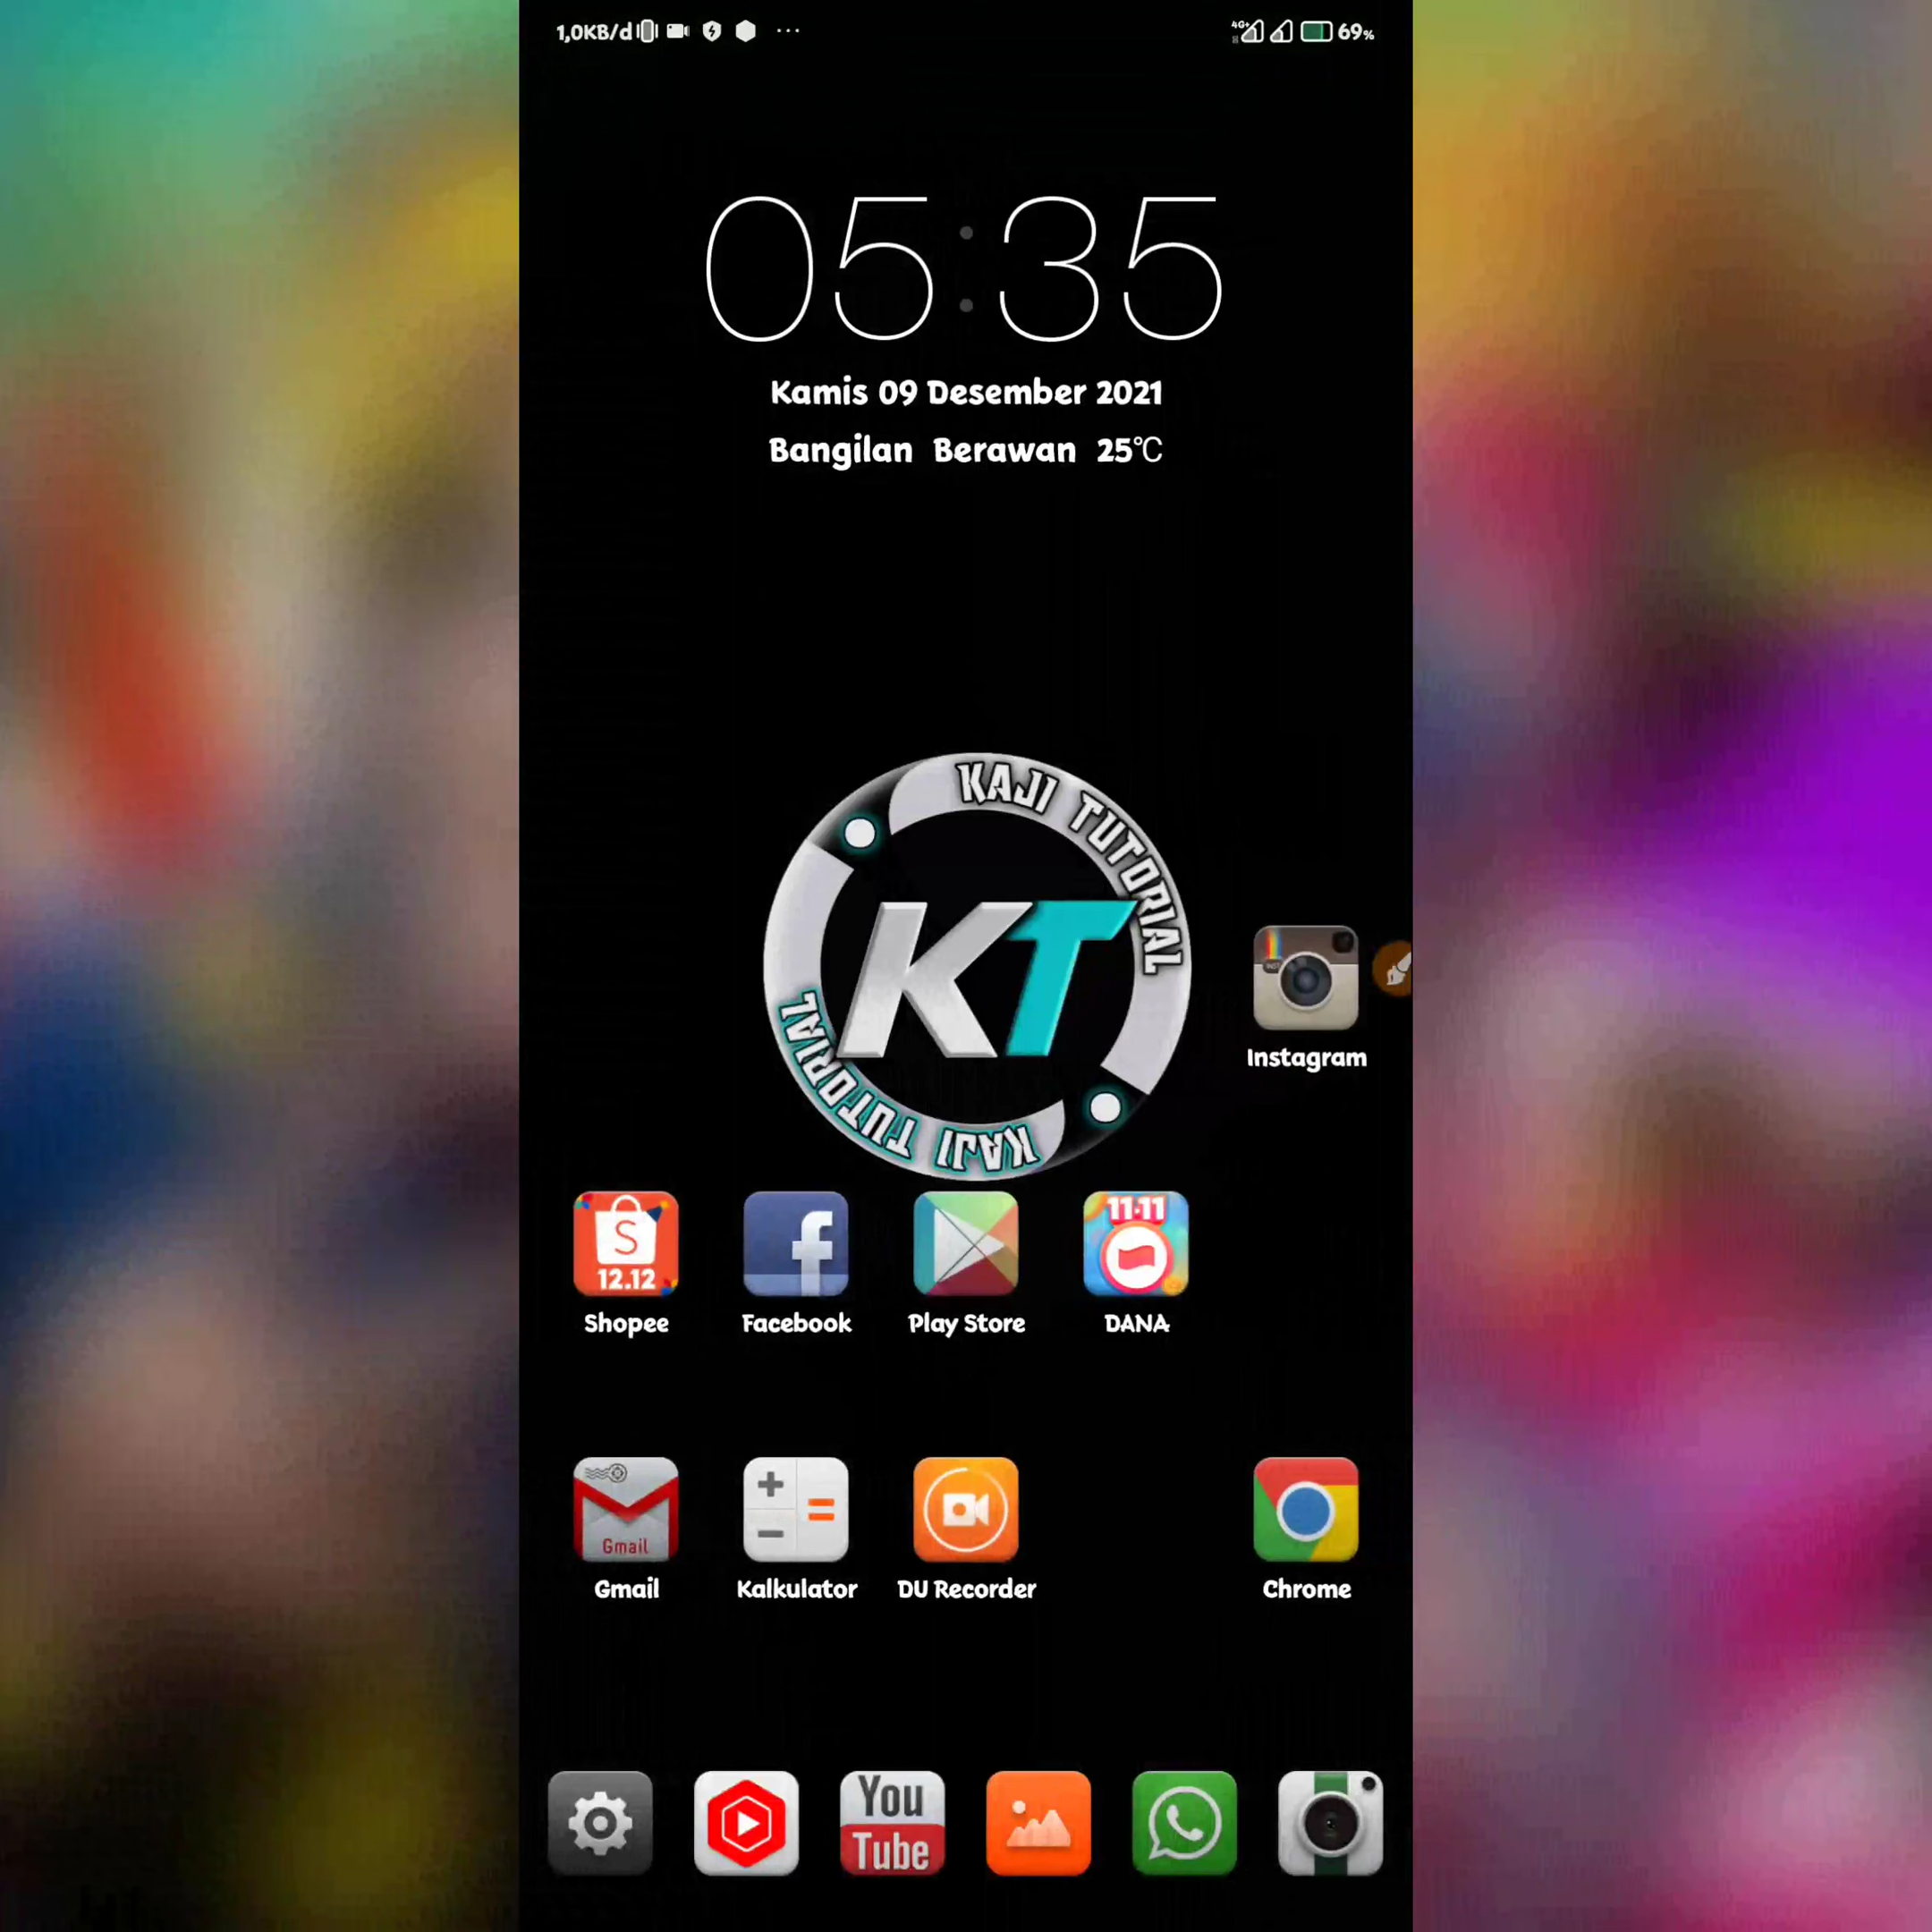 1,0KB/d
4G+
69%
05:35
Kamis 09 Desember 2021
Bangilan Berawan 25°C
KAJI TUTORIAL
KT
KAJI TUTORIAL
Instagram
S
12.12
f
11.11
Shopee
Facebook
Play Store
DANA
Gmail
Gmail
Kalkulator
DU Recorder
Chrome
You
Tube